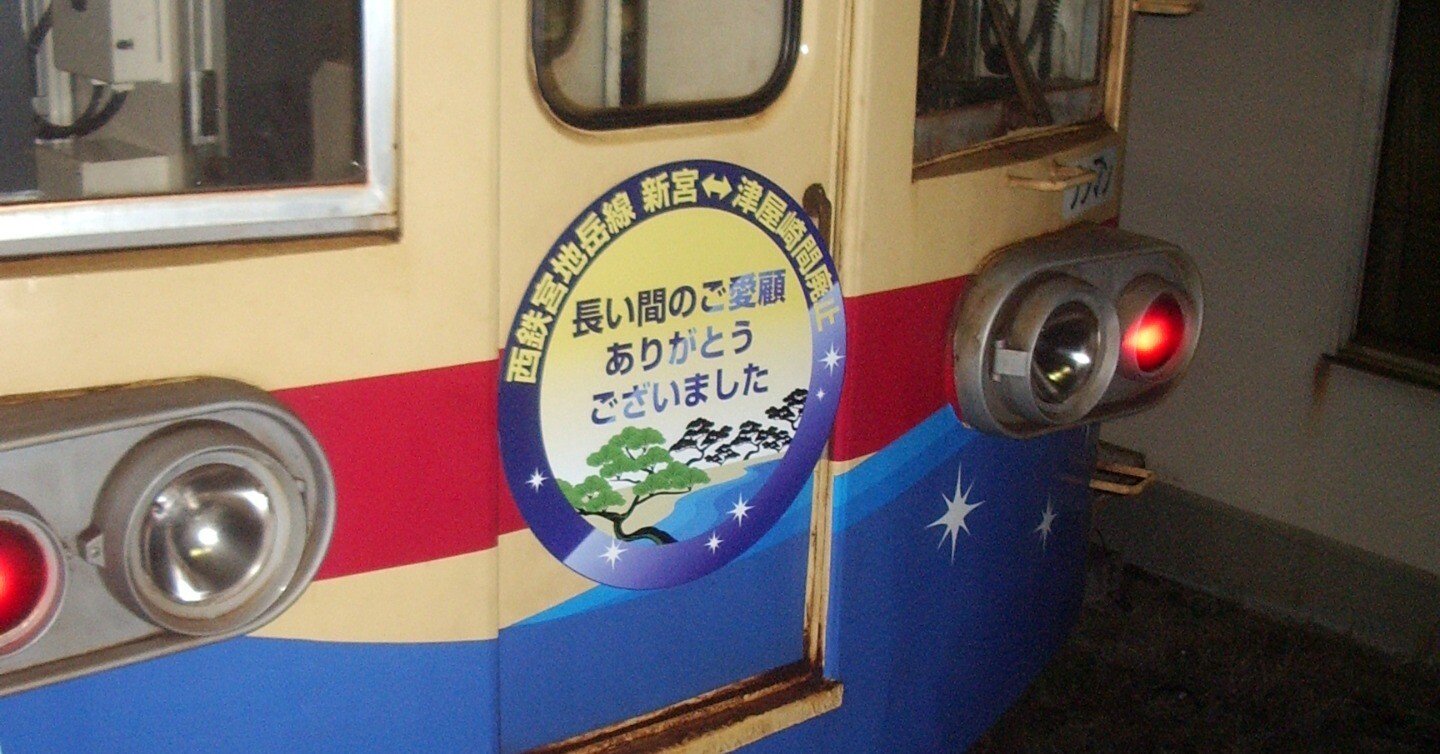 西鉄宮地岳線 新宮↔津屋崎間廃止
長い間のご愛顧
ありがとう
ございました